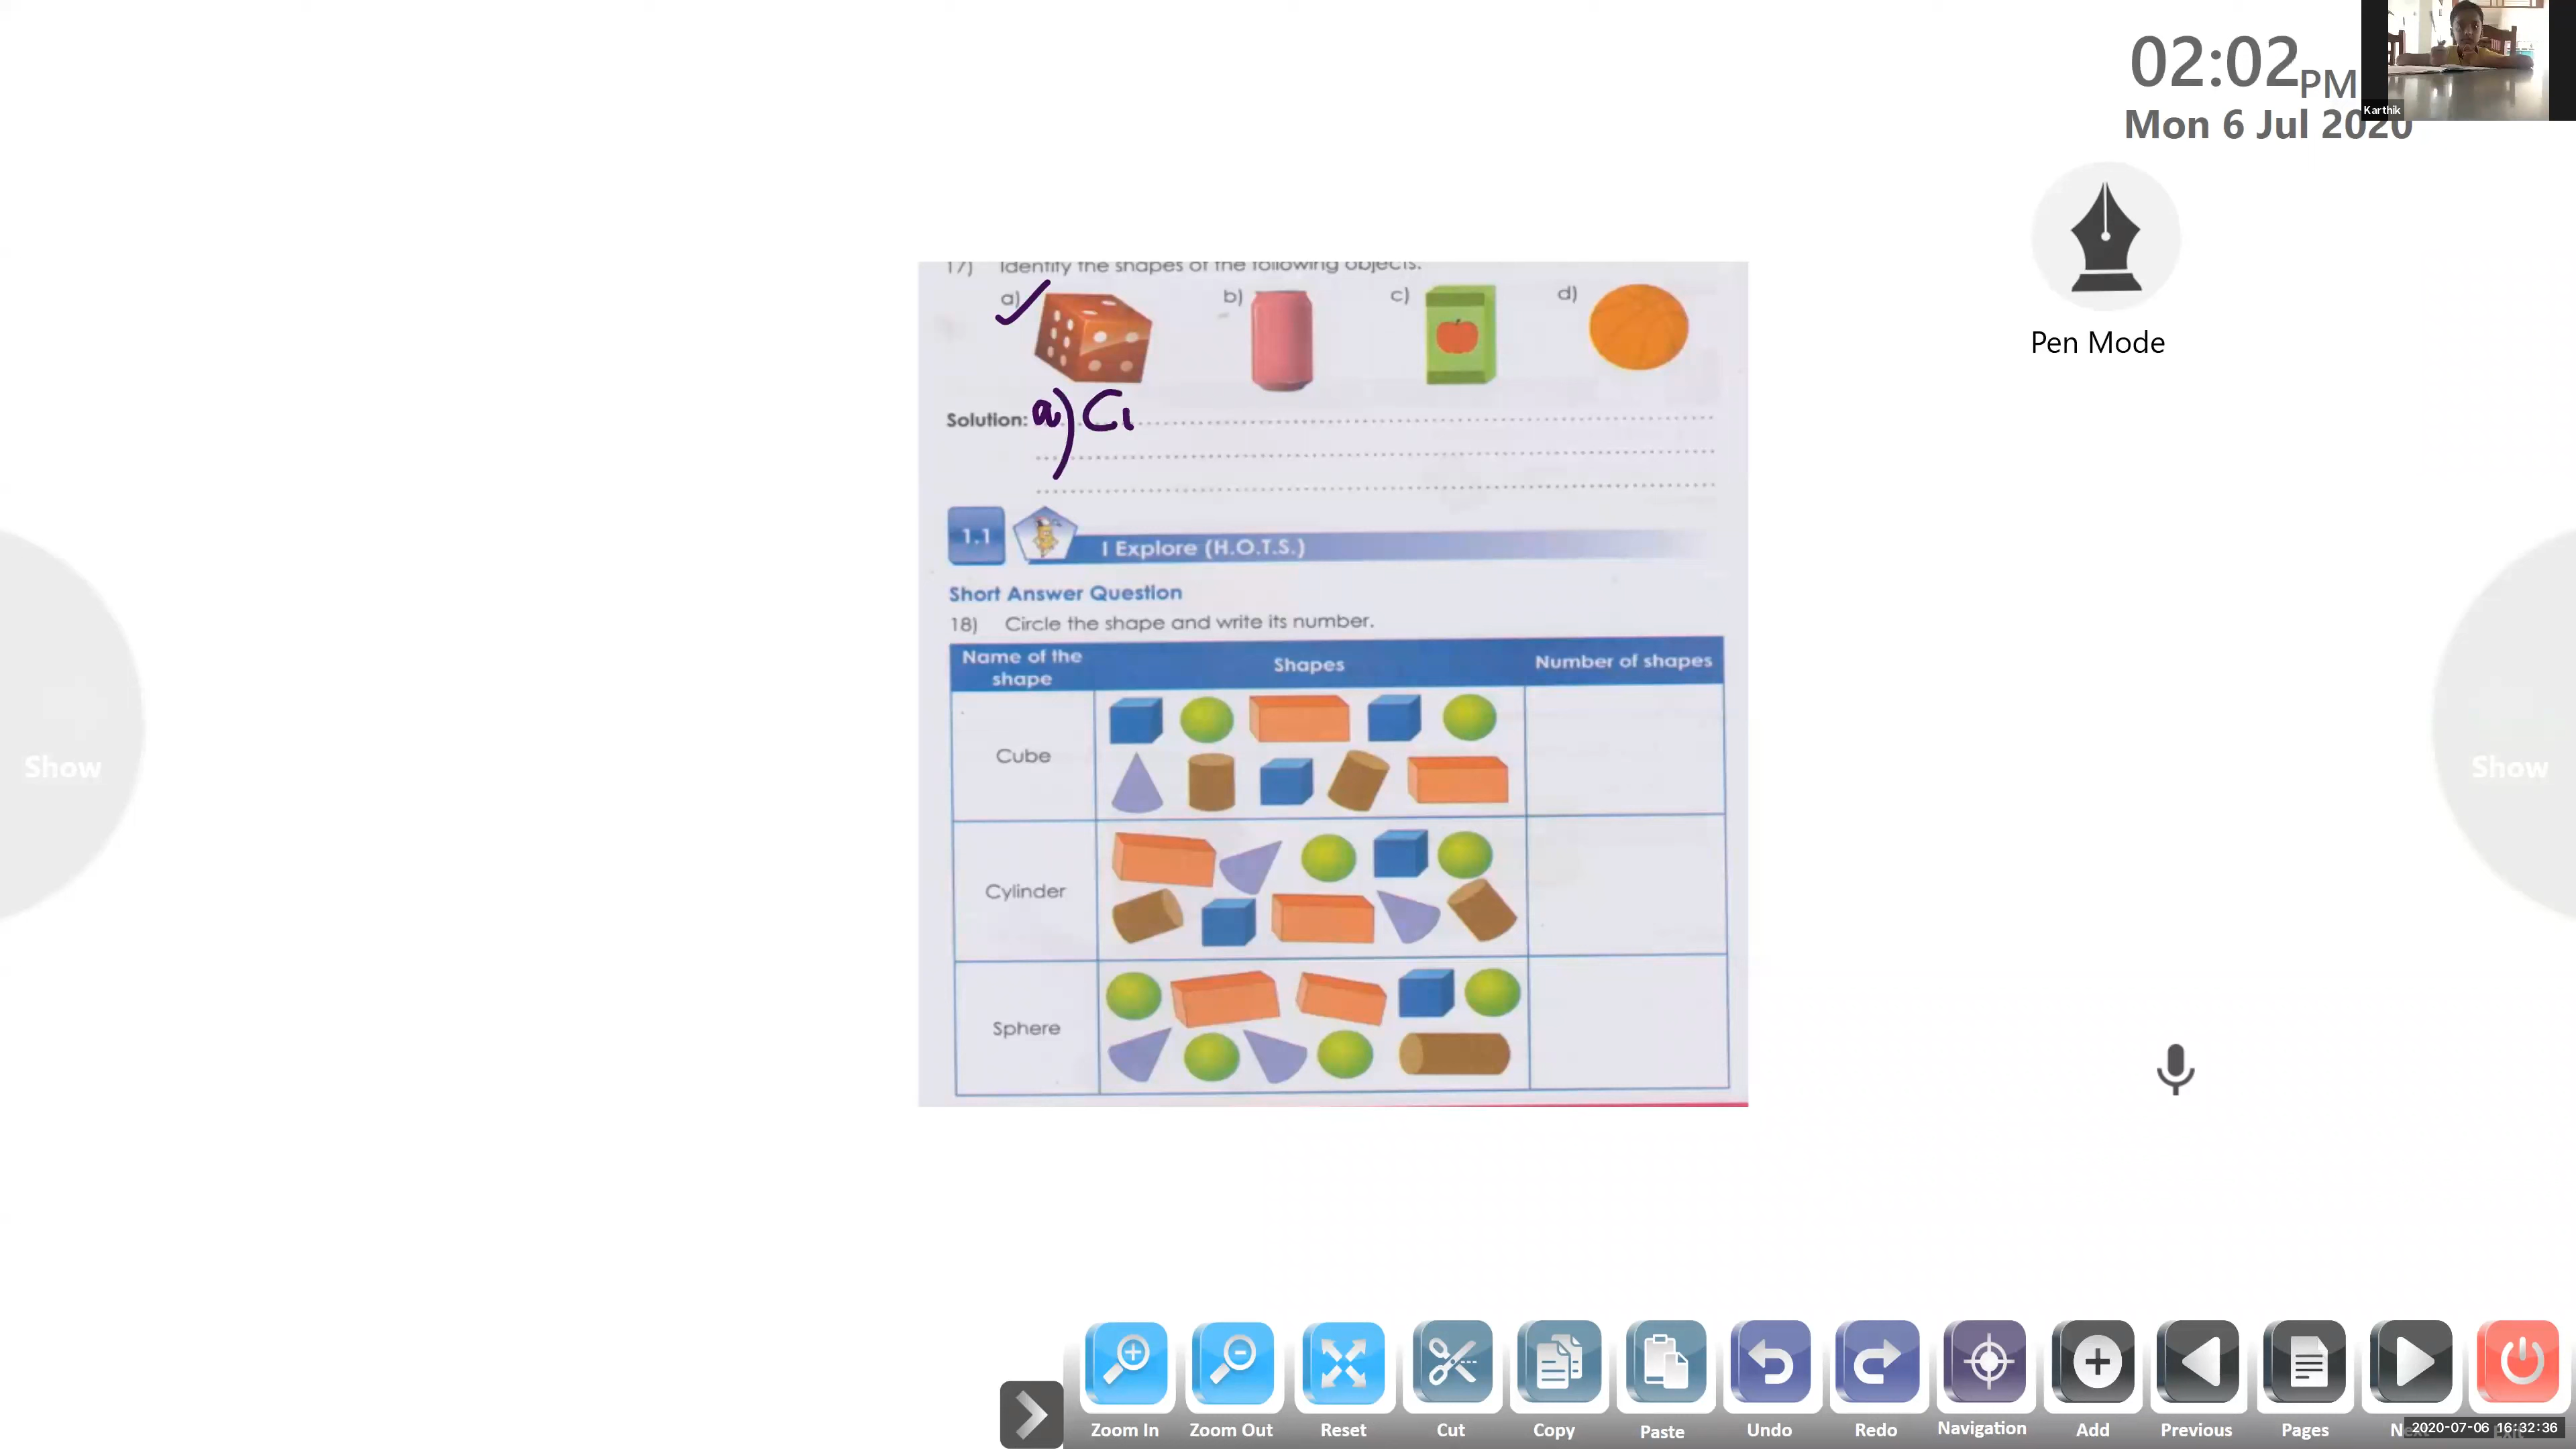 02:02 PM
Karthik
Mon 6 Jul 2020
Pen Mode
17) Identify the shapes of the following objects.
a) b) c) d)
Solution: a) Cu
1.1 I Explore (H.O.T.S.)
Short Answer Question
18) Circle the shape and write its number.
Name of the shape Shapes Number of shapes
Cube
Cylinder
Sphere
Show Show
Zoom In Zoom Out Reset Cut Copy Paste Undo Redo Navigation Add Previous Pages
2020-07-06 16:32:36